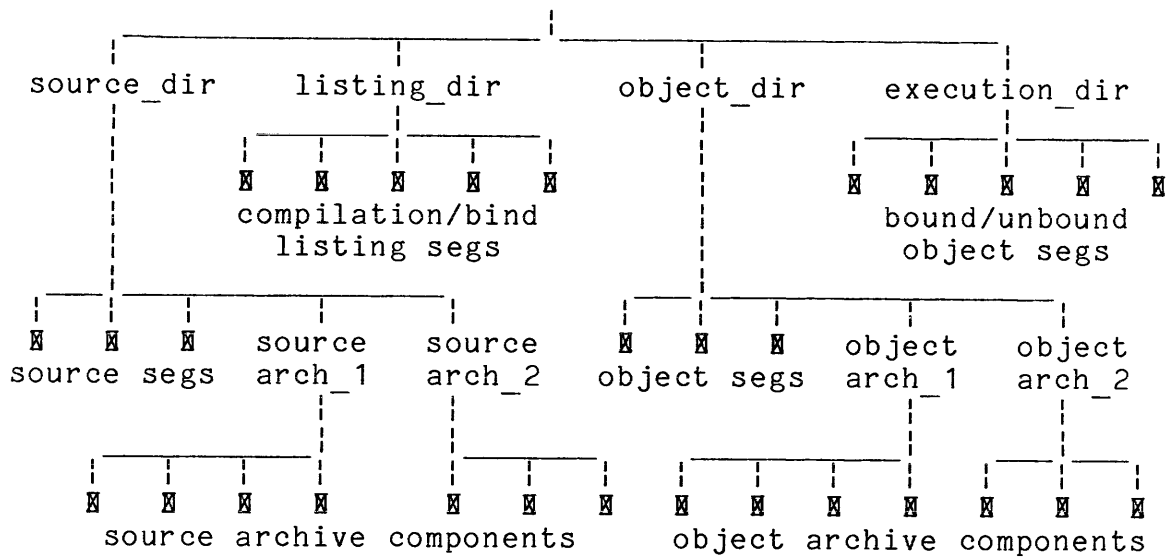 source_dir listing_dir object_dir execution_dir
compilation/bind bound/unbound
listing segs object segs
source source object object
source segs arch_1 arch_2 object segs arch_1 arch_2
source archive components object archive components